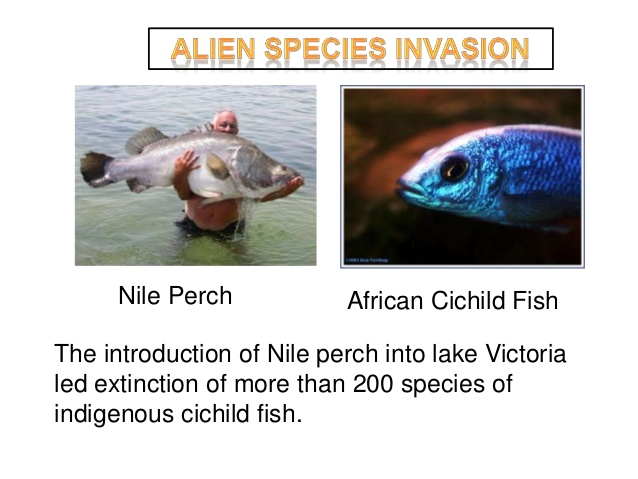 ALIEN SPECIES INVASION
Nile Perch
African Cichild Fish
The introduction of Nile perch into lake Victoria
led extinction of more than 200 species of
indigenous cichild fish.